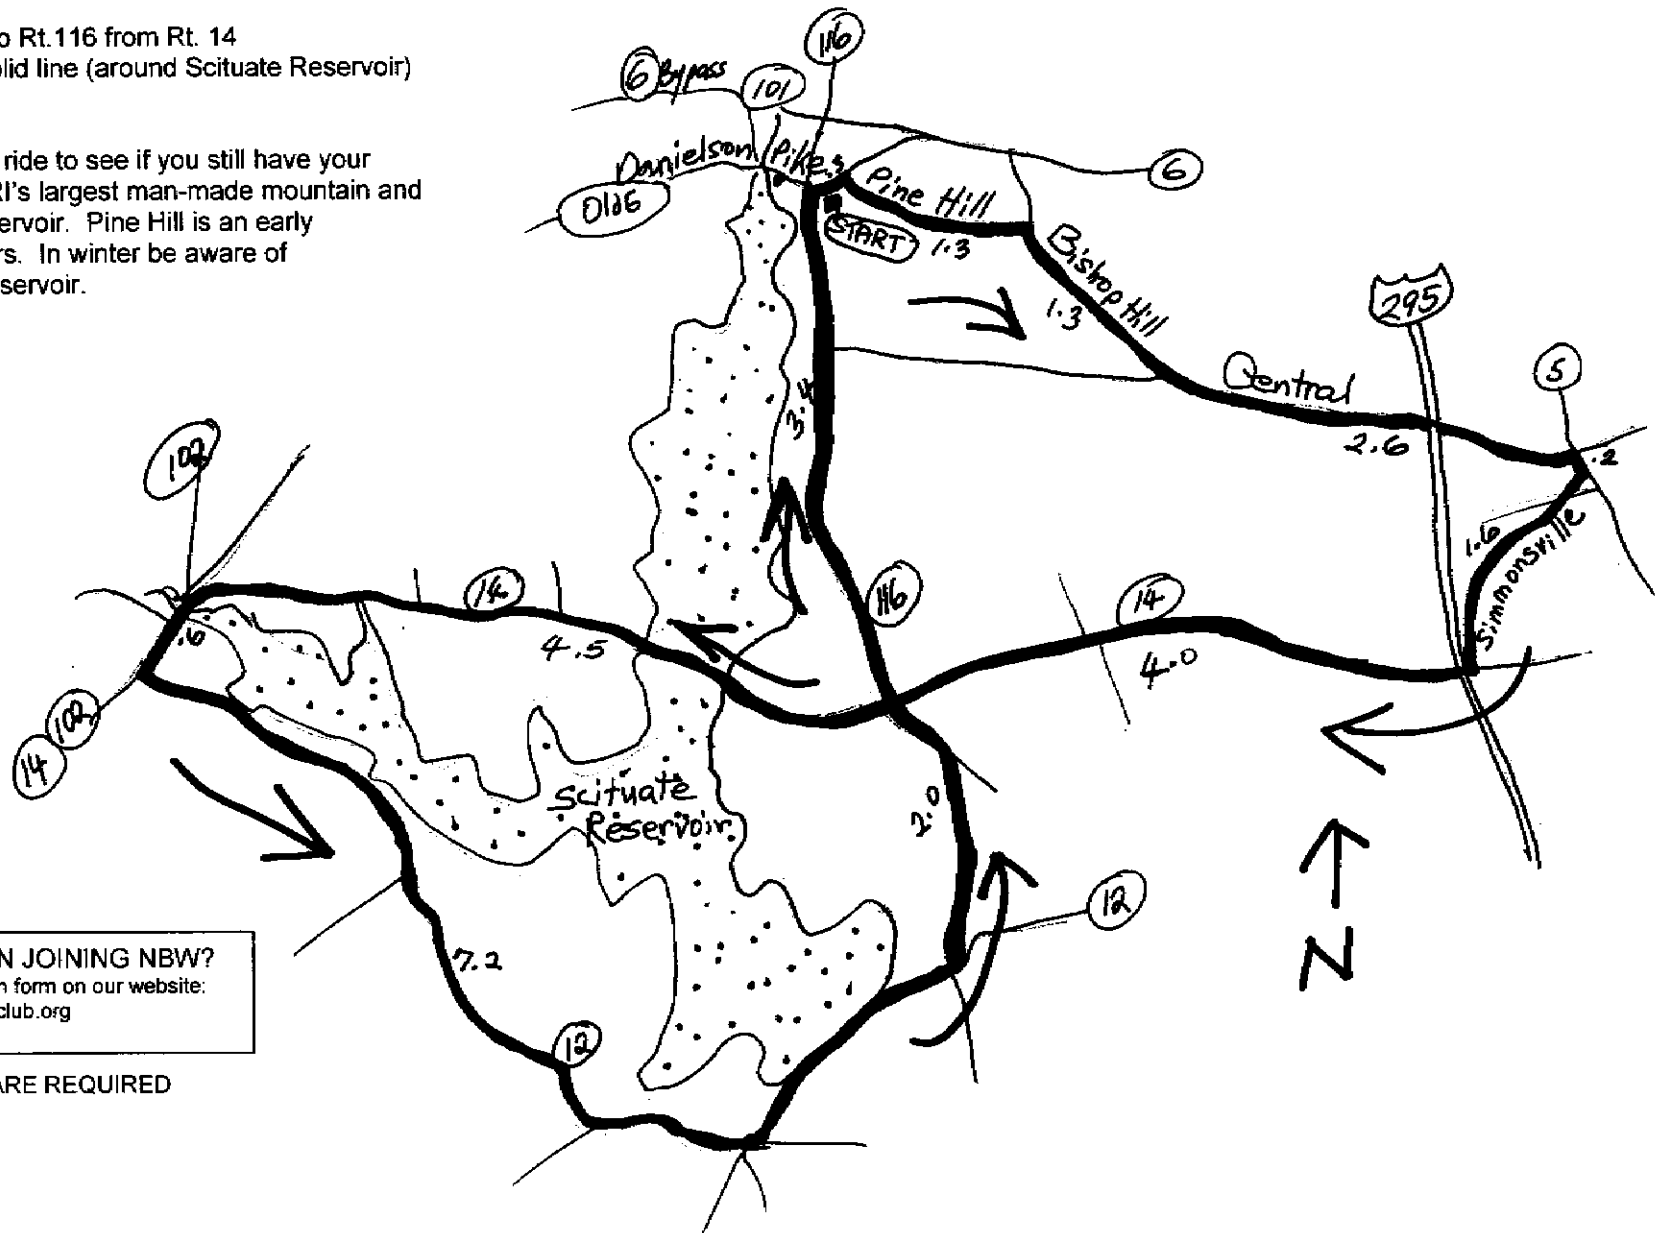 o Rt.116 from Rt. 14
olid line (around Scituate Reservoir)
ride to see if you still have your
RI's largest man-made mountain and
servoir. Pine Hill is an early
rs. In winter be aware of
servoir.
116
6 Bypass
101
Danielson Pike
.3
Olde 6
6
Pine Hill
START
1.3
Bishop Hill
1.3
295
Central
5
2.6
.2
3.4
102
1.6
Simmonsville
14
116
14
.6
4.5
4.0
102
14
Scituate
Reservoir
2.0
12
N
7.2
12
N JOINING NBW?
n form on our website:
club.org
ARE REQUIRED